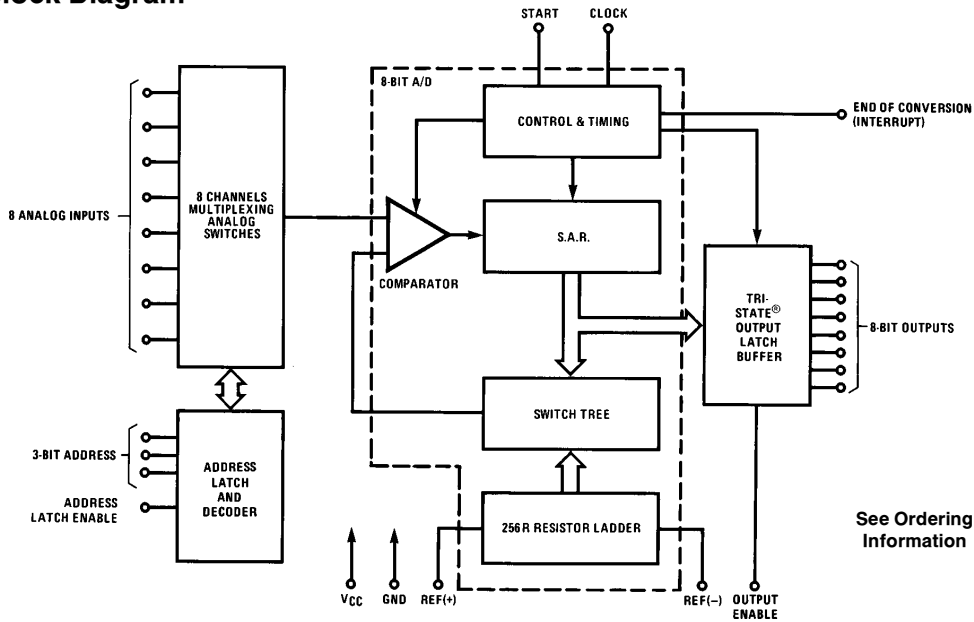 Block Diagram
START
CLOCK
8-BIT A/D
CONTROL & TIMING
END OF CONVERSION
(INTERRUPT)
8 ANALOG INPUTS
8 CHANNELS
MULTIPLEXING
ANALOG
SWITCHES
S.A.R.
COMPARATOR
TRI-
STATE®
OUTPUT
LATCH
BUFFER
8-BIT OUTPUTS
SWITCH TREE
3-BIT ADDRESS
ADDRESS
LATCH ENABLE
ADDRESS
LATCH
AND
DECODER
256R RESISTOR LADDER
See Ordering
Information
VCC
GND
REF(+)
REF(−)
OUTPUT
ENABLE